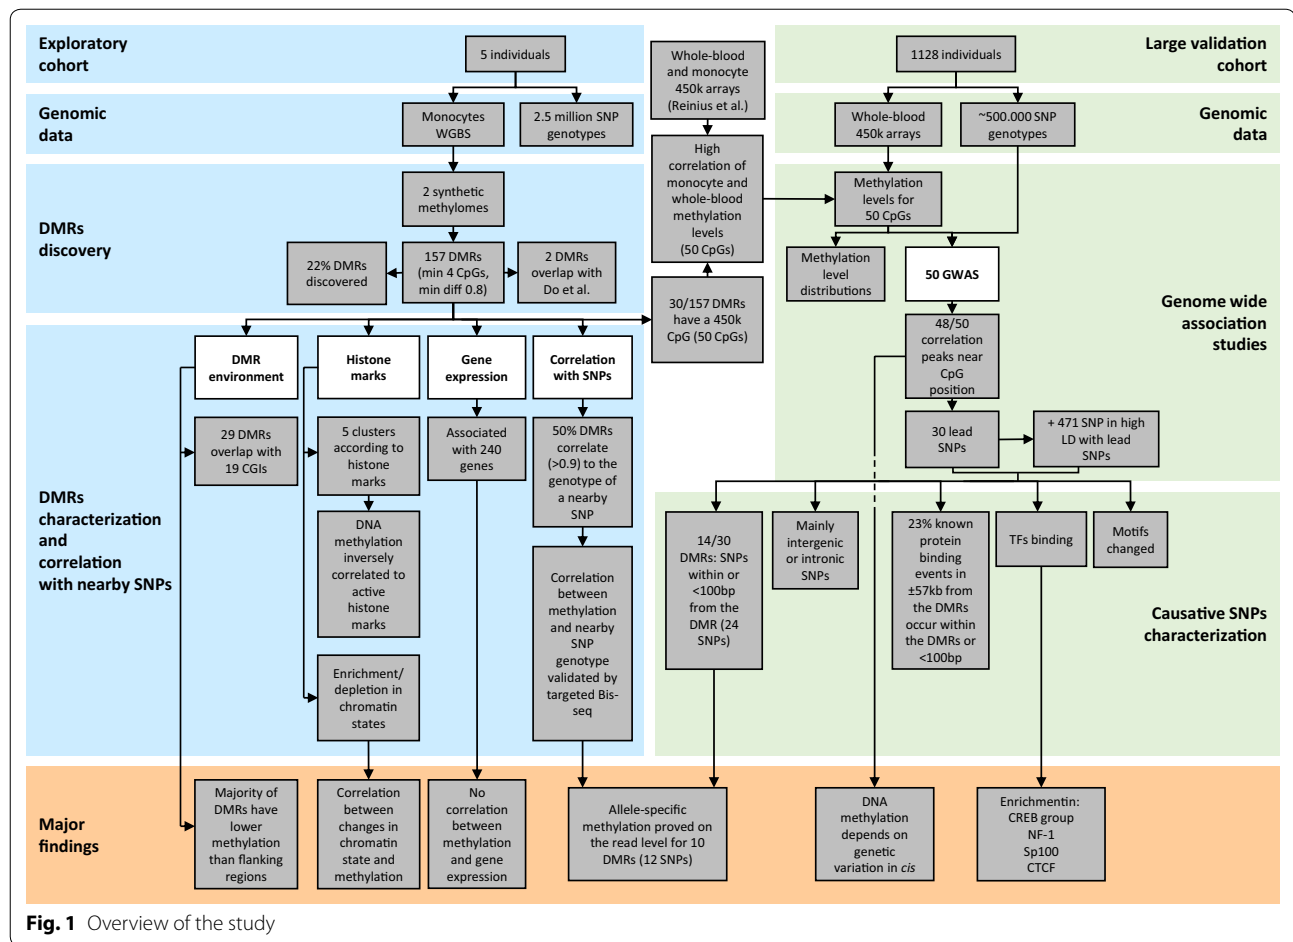 Exploratory
cohort
5 individuals
Whole-blood
and monocyte
450k arrays
(Reinius et al.)
1128 individuals
Large validation
cohort
Genomic
data
Monocytes
WGBS
2.5 million SNP
genotypes
Whole-blood
450k arrays
~500.000 SNP
genotypes
Genomic
data
DMRs
discovery
2 synthetic
methylomes
22% DMRs
discovered
157 DMRs
(min 4 CpGs,
min diff 0.8)
2 DMRs
overlap with
Do et al.
High
correlation of
monocyte and
whole-blood
methylation
levels
(50 CpGs)
30/157 DMRs
have a 450k
CpG (50 CpGs)
Methylation
levels for
50 CpGs
Methylation
level
distributions
50 GWAS
48/50
correlation
peaks near
CpG
position
30 lead
SNPs
+ 471 SNP in high
LD with lead
SNPs
Genome wide
association
studies
DMRs
characterization
and
correlation
with nearby SNPs
DMR
environment
Histone
marks
Gene
expression
Correlation
with SNPs
29 DMRs
overlap with
19 CGIs
5 clusters
according to
histone
marks
Associated
with 240
genes
50% DMRs
correlate
(>0.9) to the
genotype of
a nearby
SNP
DNA
methylation
inversely
correlated to
active
histone
marks
Correlation
between
methylation
and nearby
SNP
genotype
validated by
targeted Bis-
seq
Enrichment/
depletion in
chromatin
states
14/30
DMRs: SNPs
within or
<100bp
from the
DMR (24
SNPs)
Mainly
intergenic
or intronic
SNPs
23% known
protein
binding
events in
±57kb from
the DMRs
occur within
the DMRs or
<100bp
TFs binding
Motifs
changed
Causative SNPs
characterization
Major
findings
Majority of
DMRs have
lower
methylation
than flanking
regions
Correlation
between
changes in
chromatin
state and
methylation
No
correlation
between
methylation
and gene
expression
Allele-specific
methylation proved on
the read level for 10
DMRs (12 SNPs)
DNA
methylation
depends on
genetic
variation in cis
Enrichmentin:
CREB group
NF-1
Sp100
CTCF
Fig. 1 Overview of the study